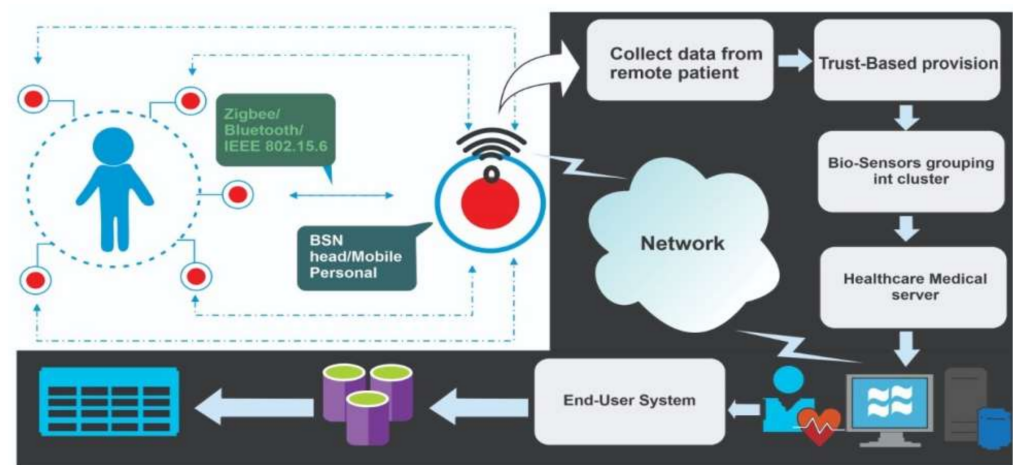 Collect data from
remote patient
Trust-Based provision
Zigbee/
Bluetooth/
IEEE 802.15.6
Bio-Sensors grouping
int cluster
BSN
head/Mobile
Personal
Network
Healthcare Medical
server
End-User System